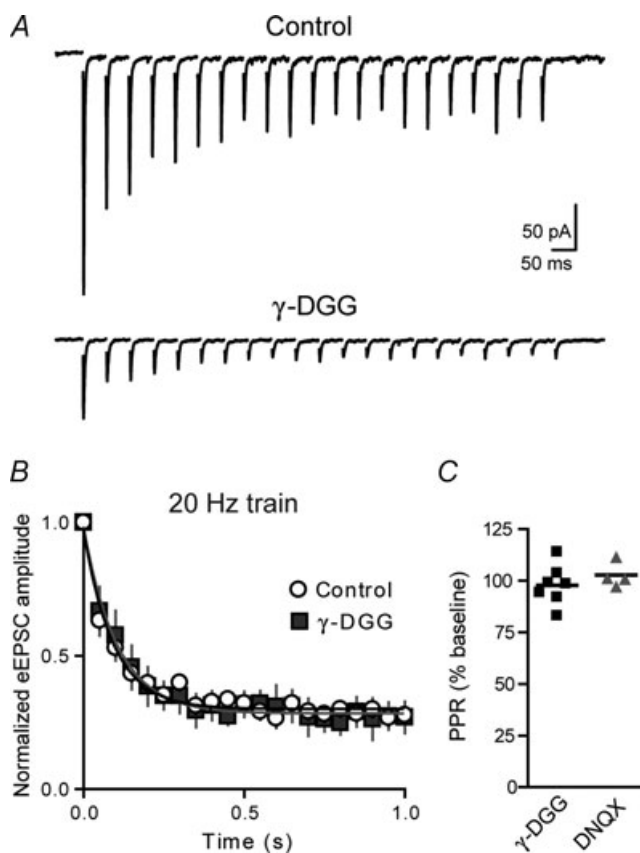 A
Control
50 pA
50 ms
γ-DGG
B
20 Hz train
Normalized eEPSC amplitude
1.0
0.5
0.0
Control
γ-DGG
0.0
0.5
1.0
Time (s)
C
PPR (% baseline)
125
100
75
50
25
0
γ-DGG
DNQX